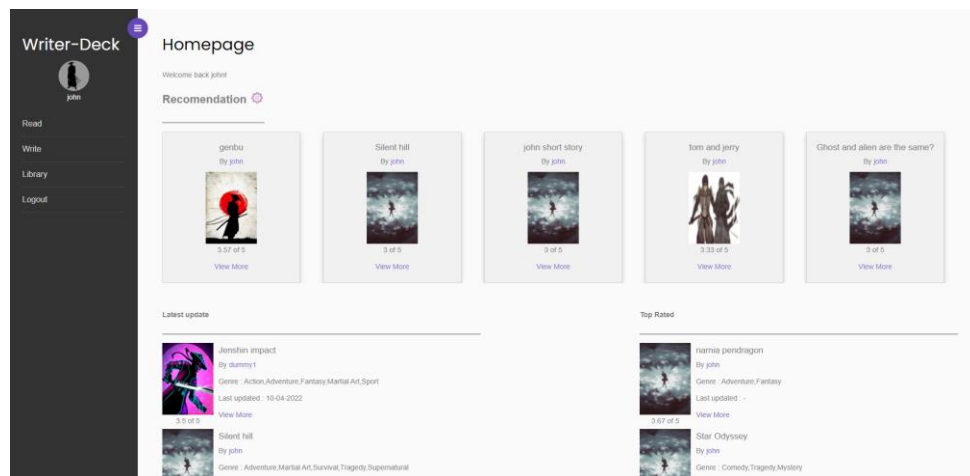 Writer-Deck
john
Read
Write
Library
Logout
Homepage
Welcome back john!
Recomendation
genbu
By john
3.57 of 5
View More
Silent hill
By john
3 of 5
View More
john short story
By john
3 of 5
View More
tom and jerry
By john
3.33 of 5
View More
Ghost and alien are the same?
By john
3 of 5
View More
Latest update
Jenshin impact
By dummy1
Genre : Action,Adventure,Fantasy,Martial Art,Sport
Last updated : 10-04-2022
View More
3.5 of 5
Silent hill
By john
Genre : Adventure,Martial Art,Survival,Tragedy,Supernatural
Top Rated
narnia pendragon
By john
Genre : Adventure,Fantasy
Last updated : -
View More
3.67 of 5
Star Odyssey
By john
Genre : Comedy,Tragedy,Mystery